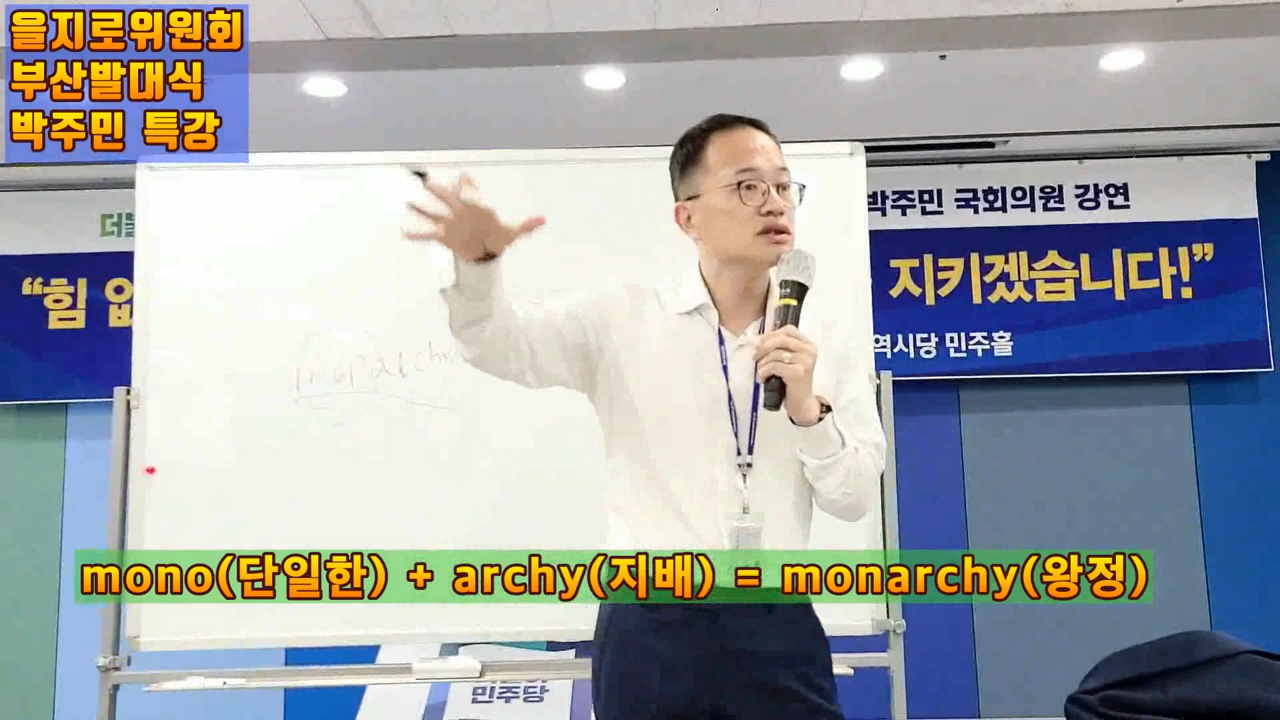 을지로위원회
부산발대식
박주민 특강
박주민 국회의원 강연
“힘
지키겠습니다!”
역시당 민주홀
mono(단일한) + archy(지배) = monarchy(왕정)
민주당